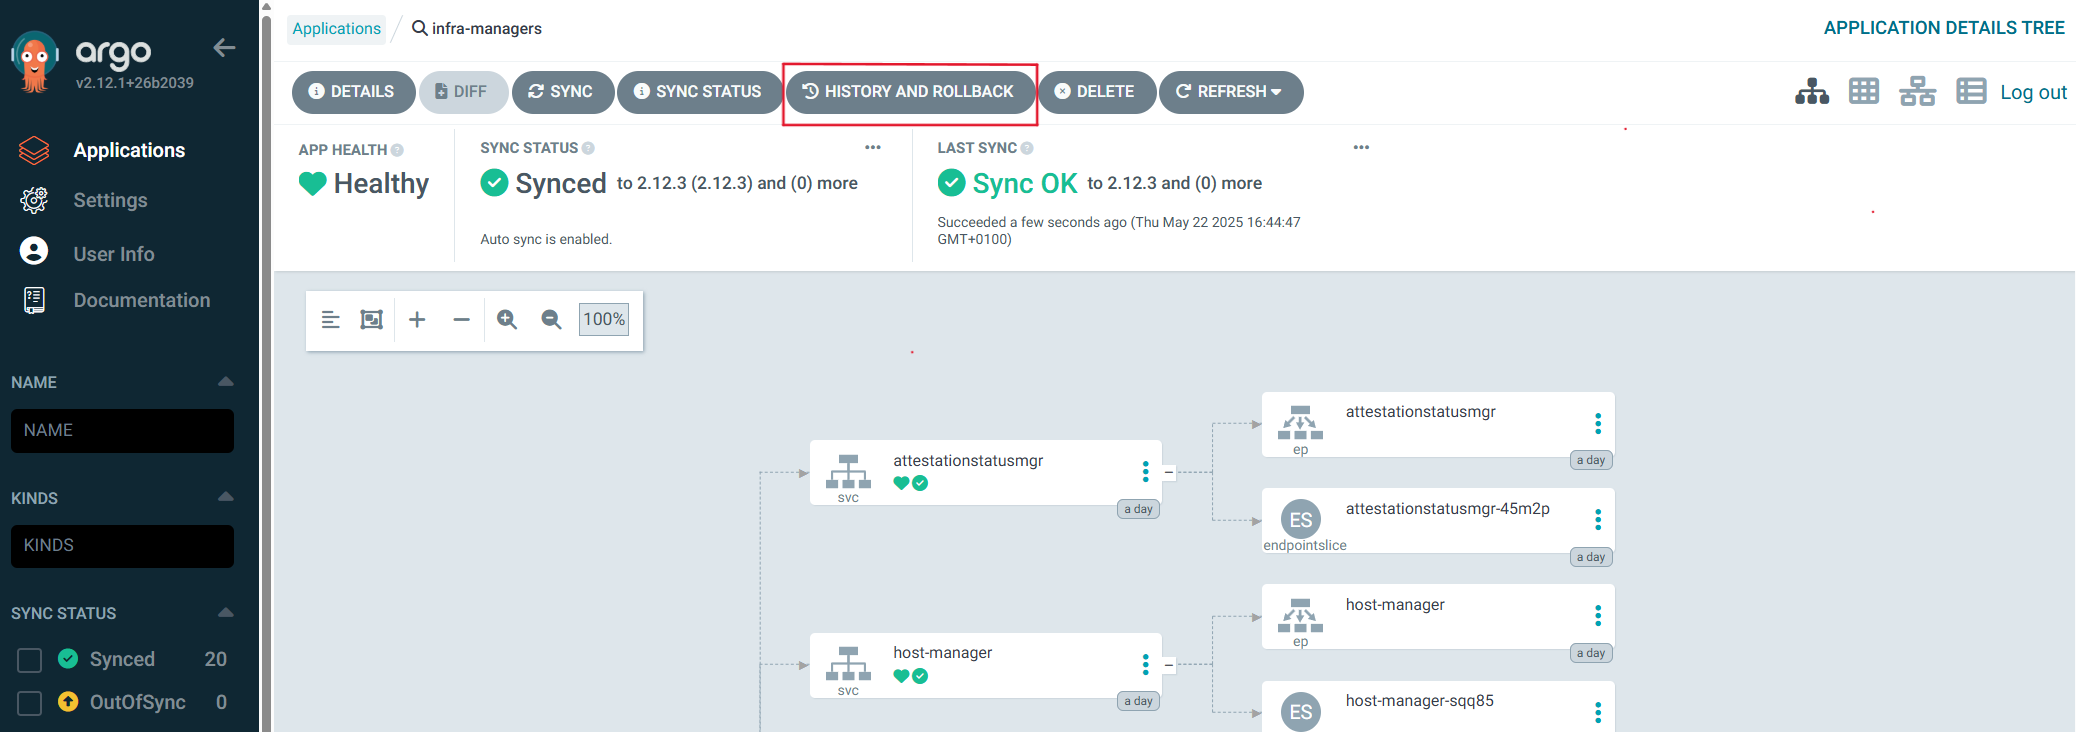 argo
v2.12.1+26b2039
Applications
Settings
User Info
Documentation
NAME
NAME
KINDS
KINDS
SYNC STATUS
Synced 20
OutOfSync 0
Applications / infra-managers
APPLICATION DETAILS TREE
DETAILS DIFF SYNC SYNC STATUS HISTORY AND ROLLBACK DELETE REFRESH
Log out
APP HEALTH ?
Healthy
SYNC STATUS ?
Synced to 2.12.3 (2.12.3) and (0) more
Auto sync is enabled.
LAST SYNC ?
Sync OK to 2.12.3 and (0) more
Succeeded a few seconds ago (Thu May 22 2025 16:44:47
GMT+0100)
100%
attestationstatusmgr
svc
a day
attestationstatusmgr
ep
a day
ES
attestationstatusmgr-45m2p
endpointslice
a day
host-manager
svc
a day
host-manager
ep
a day
ES
host-manager-sqq85